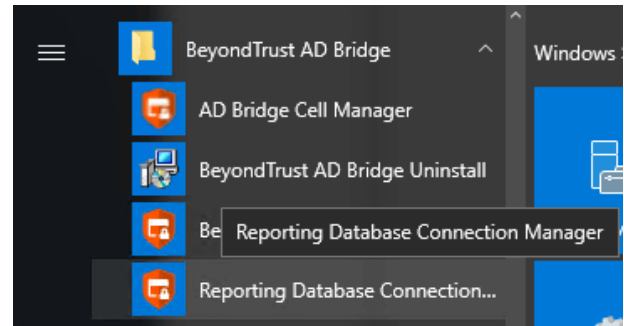 BeyondTrust AD Bridge
Windows
AD Bridge Cell Manager
BeyondTrust AD Bridge Uninstall
Be
Reporting Database Connection Manager
Reporting Database Connection...